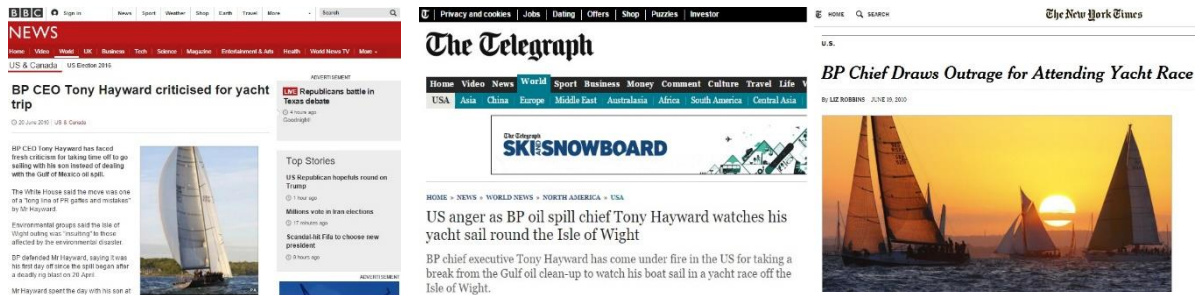 BBC Sign in News Sport Weather Shop Earth Travel More Search
NEWS
Home Video World UK Business Tech Science Magazine Entertainment & Arts Health World News TV More
US & Canada US Election 2016
BP CEO Tony Hayward criticised for yacht
trip
20 June 2010 US & Canada
BP CEO Tony Hayward has faced
fresh criticism for taking time off to go
sailing with his son instead of dealing
with the Gulf of Mexico oil spill.
The White House said the move was one
of a "long line of PR gaffes and mistakes"
by Mr Hayward.
Environmental groups said the Isle of
Wight outing was "insulting" to those
affected by the environmental disaster.
BP defended Mr Hayward, saying it was
his first day off since the spill began after
a deadly rig blast on 20 April.
Mr Hayward spent the day with his son at
ADVERTISEMENT
LIVE Republicans battle in
Texas debate
4 hours ago
Goodnight!
Top Stories
US Republican hopefuls round on
Trump
1 hour ago
Millions vote in Iran elections
17 minutes ago
Scandal-hit Fifa to choose new
president
ADVERTISEMENT
Privacy and cookies Jobs Dating Offers Shop Puzzles Investor
The Telegraph
Home Video News World Sport Business Money Comment Culture Travel Life
USA Asia China Europe Middle East Australasia Africa South America Central Asia
The Telegraph
SKI AND SNOWBOARD
HOME » NEWS » WORLD NEWS » NORTH AMERICA » USA
US anger as BP oil spill chief Tony Hayward watches his
yacht sail round the Isle of Wight
BP chief executive Tony Hayward has come under fire in the US for taking a
break from the Gulf oil clean-up to watch his boat sail in a yacht race off the
Isle of Wight.
HOME SEARCH The New York Times
U.S.
BP Chief Draws Outrage for Attending Yacht Race
By LIZ ROBBINS JUNE 19, 2010